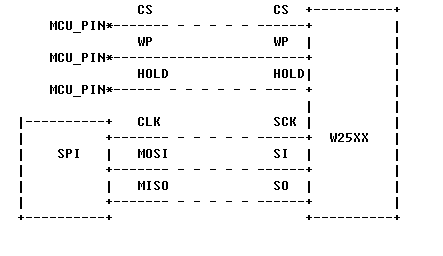 CS CS
MCU_PIN*
WP WP
MCU_PIN*
HOLD HOLD
MCU_PIN*
CLK SCK
W25XX
SPI MOSI SI
MISO SO